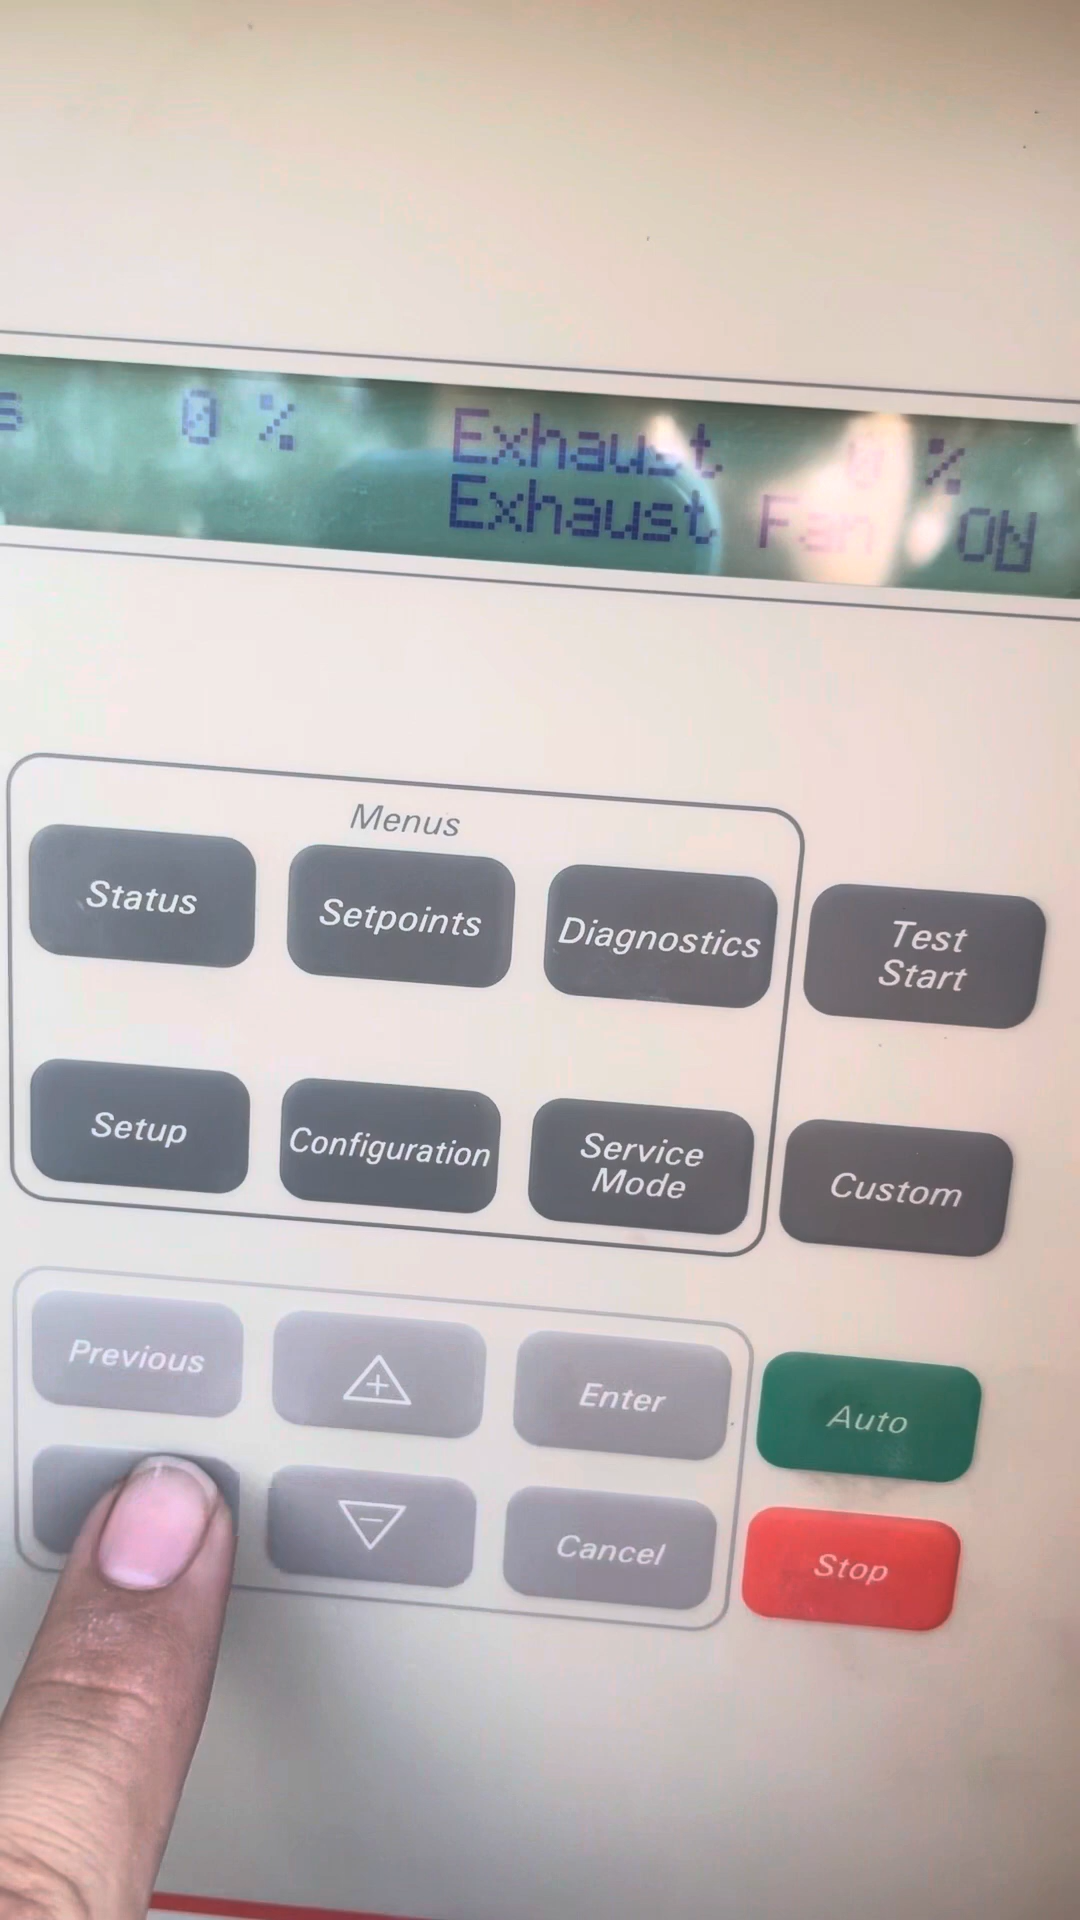 s 0 % Exhaust 0 %
Exhaust Fan ON
Menus
Status Setpoints Diagnostics
Test
Start
Setup Configuration Service
Mode
Custom
Previous + Enter Auto
- Cancel Stop